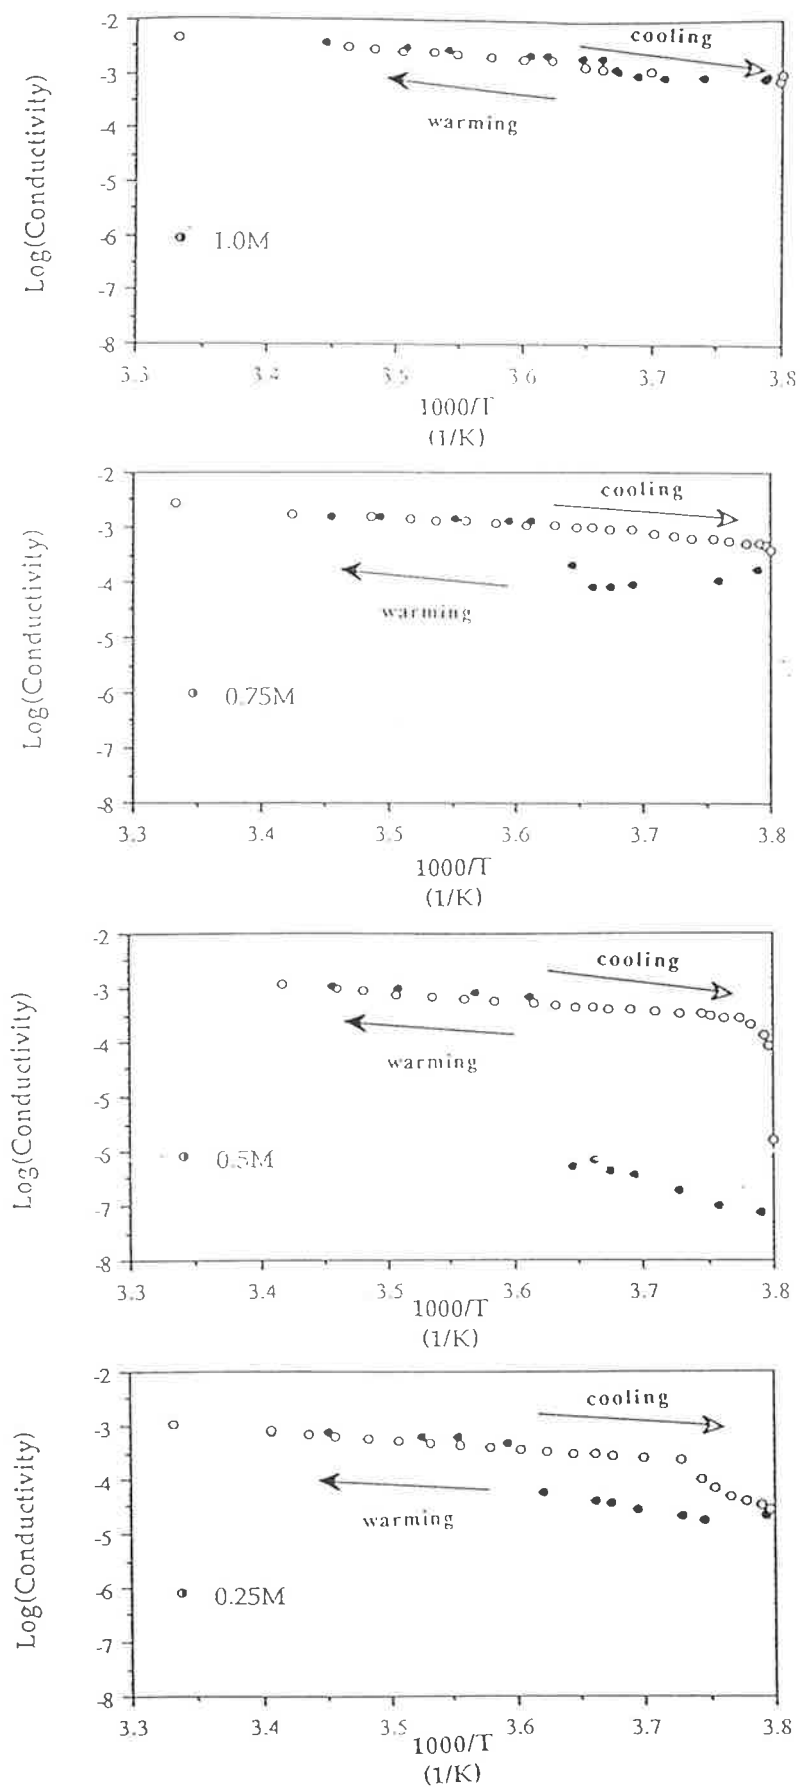 -2
cooling
-3
-4
warming
-5
-6
1.0M
-7
-8
3.3 3.4 3.5 3.6 3.7 3.8
1000/T
(1/K)
Log(Conductivity)
-2
cooling
-3
-4
warming
-5
-6
0.75M
-7
-8
3.3 3.4 3.5 3.6 3.7 3.8
1000/T
(1/K)
Log(Conductivity)
-2
cooling
-3
-4
warming
-5
-6
0.5M
-7
-8
3.3 3.4 3.5 3.6 3.7 3.8
1000/T
(1/K)
Log(Conductivity)
-2
cooling
-3
-4
warming
-5
-6
0.25M
-7
-8
3.3 3.4 3.5 3.6 3.7 3.8
1000/T
(1/K)
Log(Conductivity)